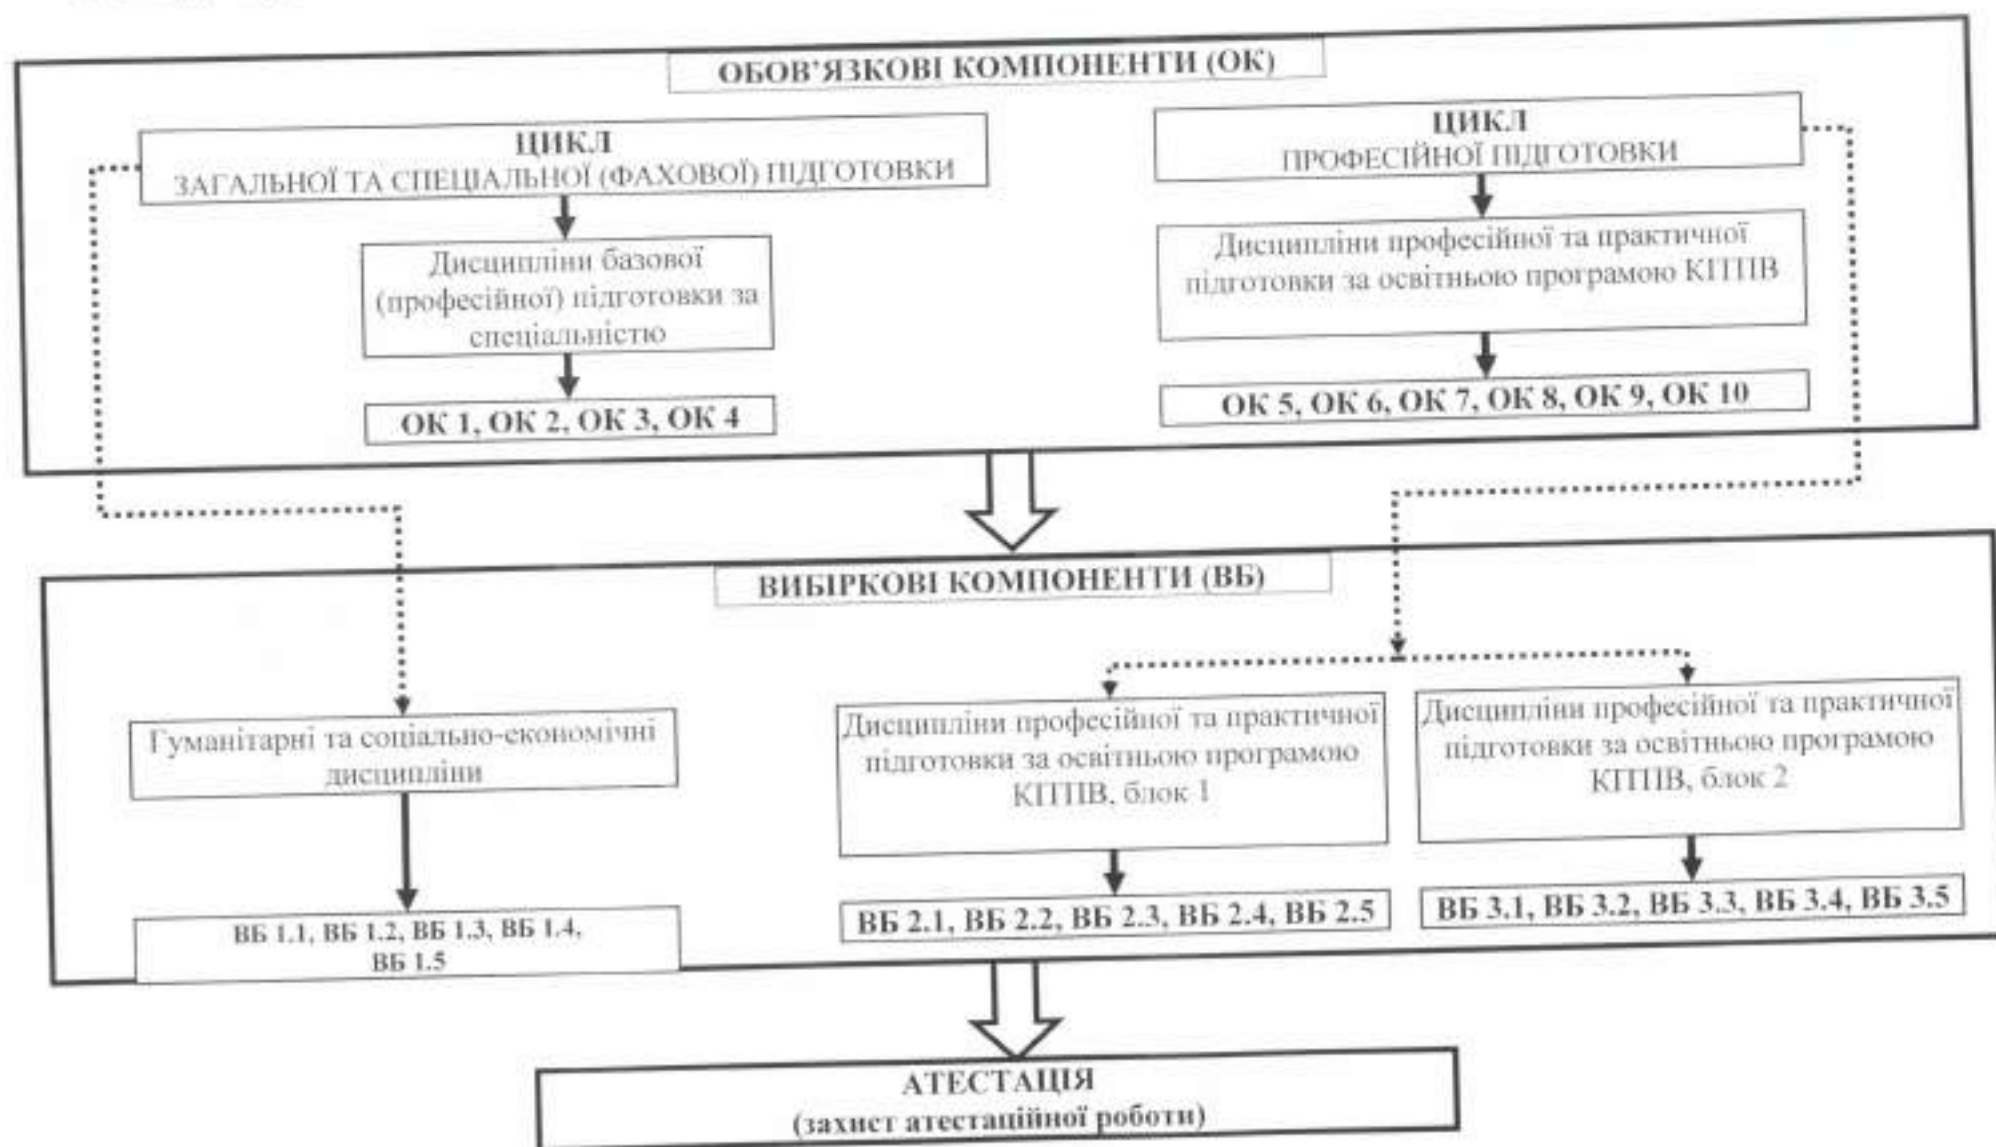 ОБОВ’ЯЗКОВІ КОМПОНЕНТИ (ОК)
ЦИКЛ
ЗАГАЛЬНОЇ ТА СПЕЦІАЛЬНОЇ (ФАХОВОЇ) ПІДГОТОВКИ
ЦИКЛ
ПРОФЕСІЙНОЇ ПІДГОТОВКИ
Дисципліни базової
(професійної) підготовки за
спеціальністю
Дисципліни професійної та практичної
підготовки за освітньою програмою КІТПВ
ОК 1, ОК 2, ОК 3, ОК 4
ОК 5, ОК 6, ОК 7, ОК 8, ОК 9, ОК 10
ВИБІРКОВІ КОМПОНЕНТИ (ВБ)
Гуманітарні та соціально-економічні
дисципліни
Дисципліни професійної та практичної
підготовки за освітньою програмою
КІТПВ, блок 1
Дисципліни професійної та практичної
підготовки за освітньою програмою
КІТПВ, блок 2
ВБ 1.1, ВБ 1.2, ВБ 1.3, ВБ 1.4,
ВБ 1.5
ВБ 2.1, ВБ 2.2, ВБ 2.3, ВБ 2.4, ВБ 2.5
ВБ 3.1, ВБ 3.2, ВБ 3.3, ВБ 3.4, ВБ 3.5
АТЕСТАЦІЯ
(захист атестаційної роботи)